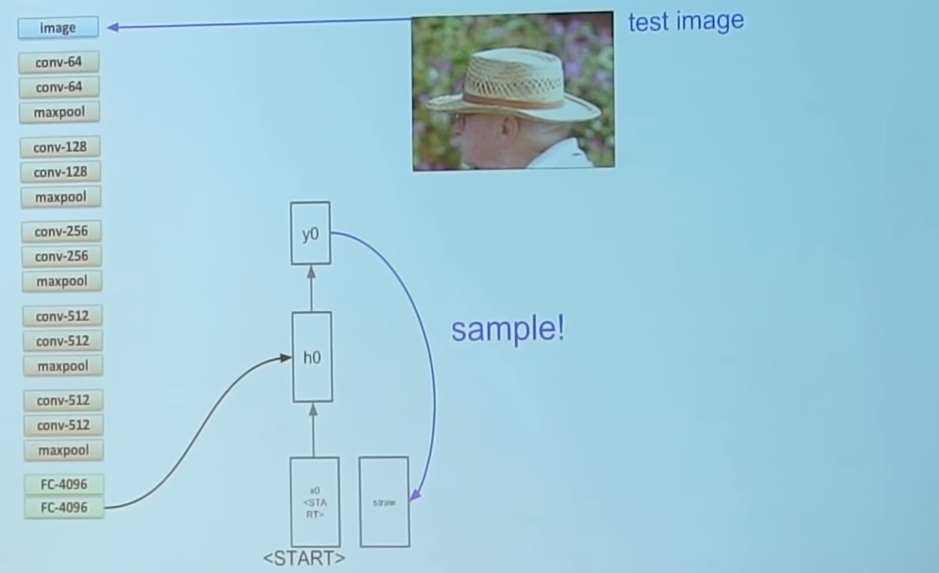 image
test image
conv-64
conv-64
maxpool
conv-128
conv-128
maxpool
conv-256
conv-256
maxpool
conv-512
conv-512
maxpool
conv-512
conv-512
maxpool
FC-4096
FC-4096
y0
sample!
h0
x0
<STA
RT>
straw
<START>